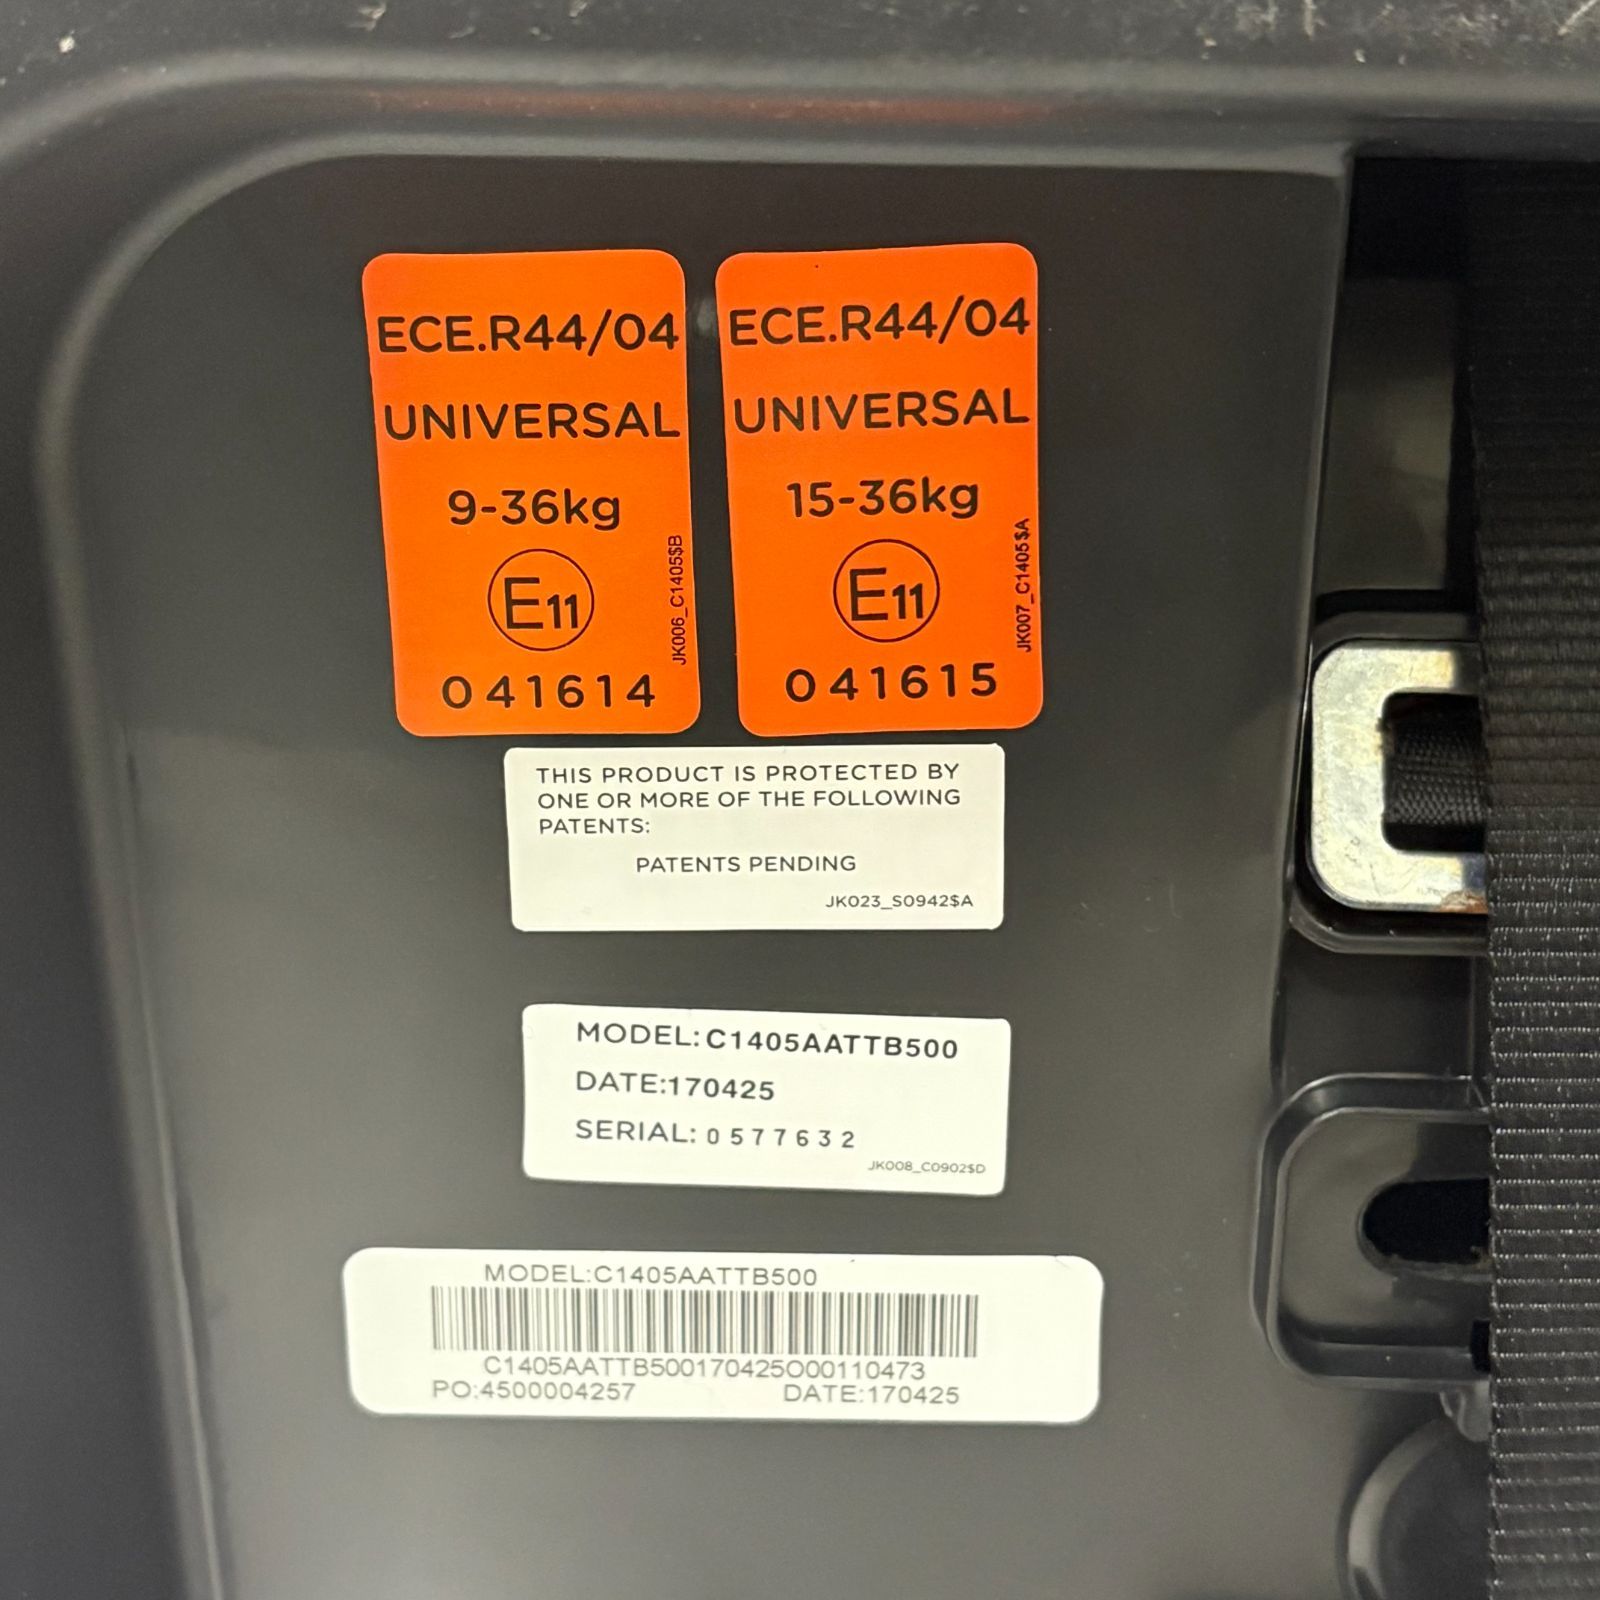 ECE.R44/04
UNIVERSAL
9-36kg
E11
041614
JK006_C1405$B
ECE.R44/04
UNIVERSAL
15-36kg
E11
041615
JK007_C1405$A
THIS PRODUCT IS PROTECTED BY
ONE OR MORE OF THE FOLLOWING
PATENTS:
PATENTS PENDING
JK023_S0942$A
MODEL: C1405AATTB500
DATE:170425
SERIAL: 0577632
JK008_C0902$D
MODEL:C1405AATTB500
C1405AATTB500170425O00110473
PO:4500004257 DATE:170425